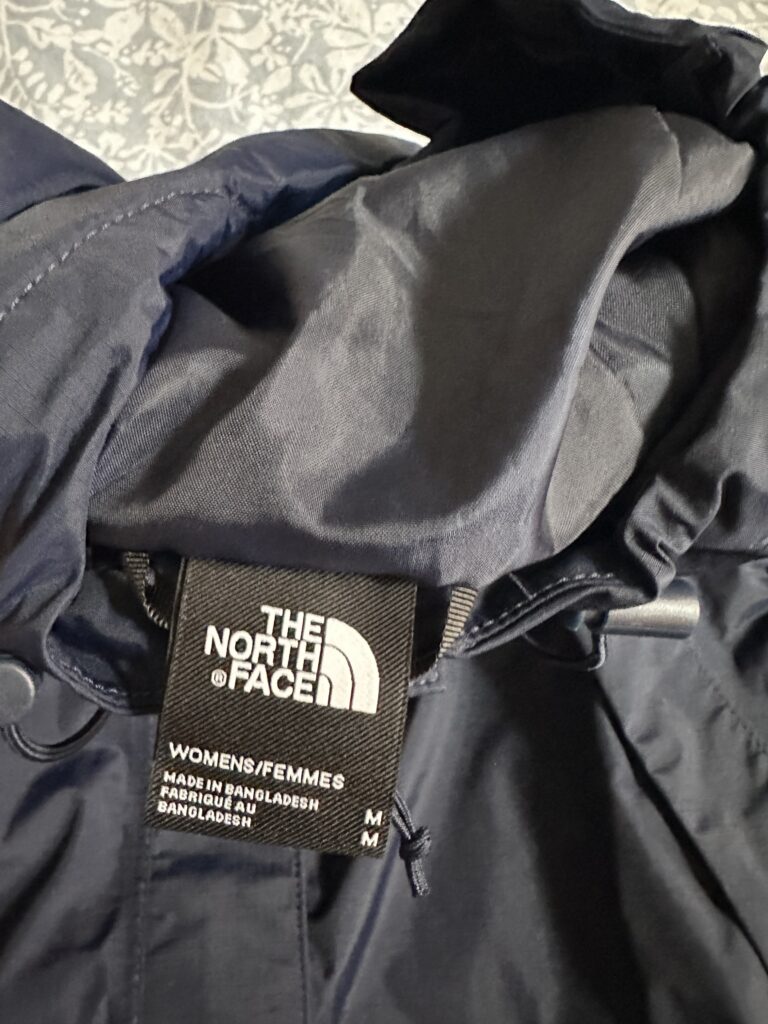 THE
NORTH
®FACE
WOMENS/FEMMES
MADE IN BANGLADESH
FABRIQUÉ AU
BANGLADESH
M
M